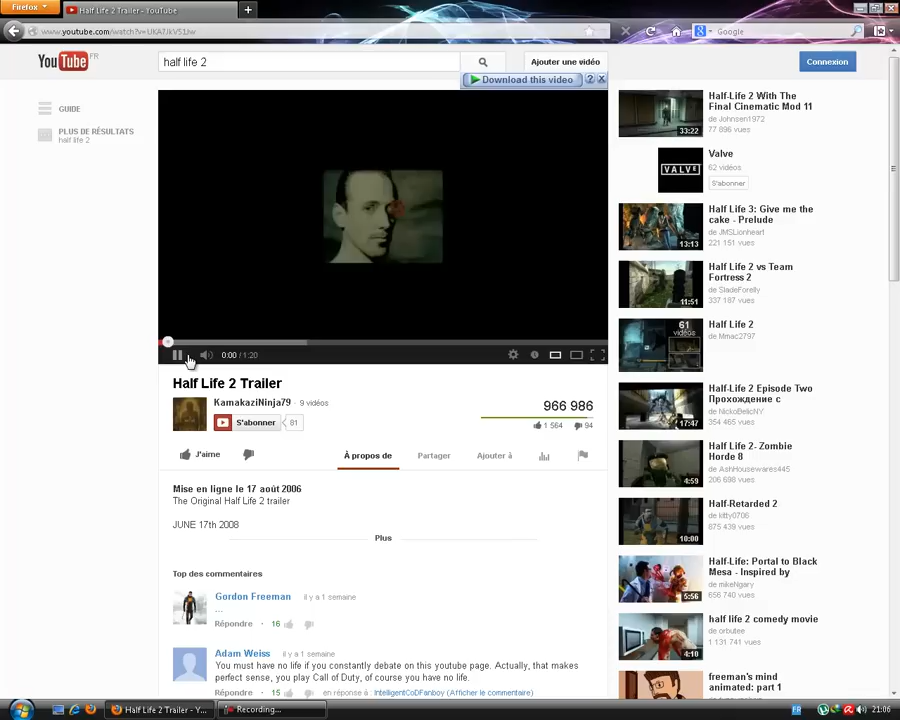 Firefox
Half Life 2 Trailer - YouTube
Google
YouTube FR
half life 2
Ajouter une vidéo
Connexion
Download this video
GUIDE
PLUS DE RÉSULTATS
half life 2
0:00 / 1:20
Half Life 2 Trailer
KamakaziNinja79 · 9 vidéos
S'abonner 81
966 986
1 564 94
J'aime
À propos de
Partager
Ajouter à
Mise en ligne le 17 août 2006
The Original Half Life 2 trailer
JUNE 17th 2008
Plus
Top des commentaires
Gordon Freeman il y a 1 semaine
...
Répondre · 16
Adam Weiss il y a 1 semaine
You must have no life if you constantly debate on this youtube page. Actually, that makes
perfect sense, you play Call of Duty, of course you have no life.
Répondre · 15 en réponse à IntelligentCoDFanboy (Afficher le commentaire)
Half-Life 2 With The
Final Cinematic Mod 11
de Johnsen1972
77 896 vues
33:22
VALVE
Valve
62 vidéos
S'abonner
Half Life 3: Give me the
cake - Prelude
de JMSLionheart
221 151 vues
13:13
Half Life 2 vs Team
Fortress 2
de SladeForelly
337 187 vues
11:51
Half Life 2
de Mmac2797
61
vidéos
Half-Life 2 Episode Two
Прохождение с
de NickoBelicNY
354 465 vues
17:47
Half Life 2- Zombie
Horde 8
de AshHousewares445
206 698 vues
4:59
Half-Retarded 2
de kitty0706
875 439 vues
10:00
Half-Life: Portal to Black
Mesa - Inspired by
de mikeNgary
656 740 vues
5:56
half life 2 comedy movie
de orbutee
1 131 741 vues
4:10
freeman's mind
animated: part 1
Half Life 2 Trailer - Y...
Recording...
FR
21:06